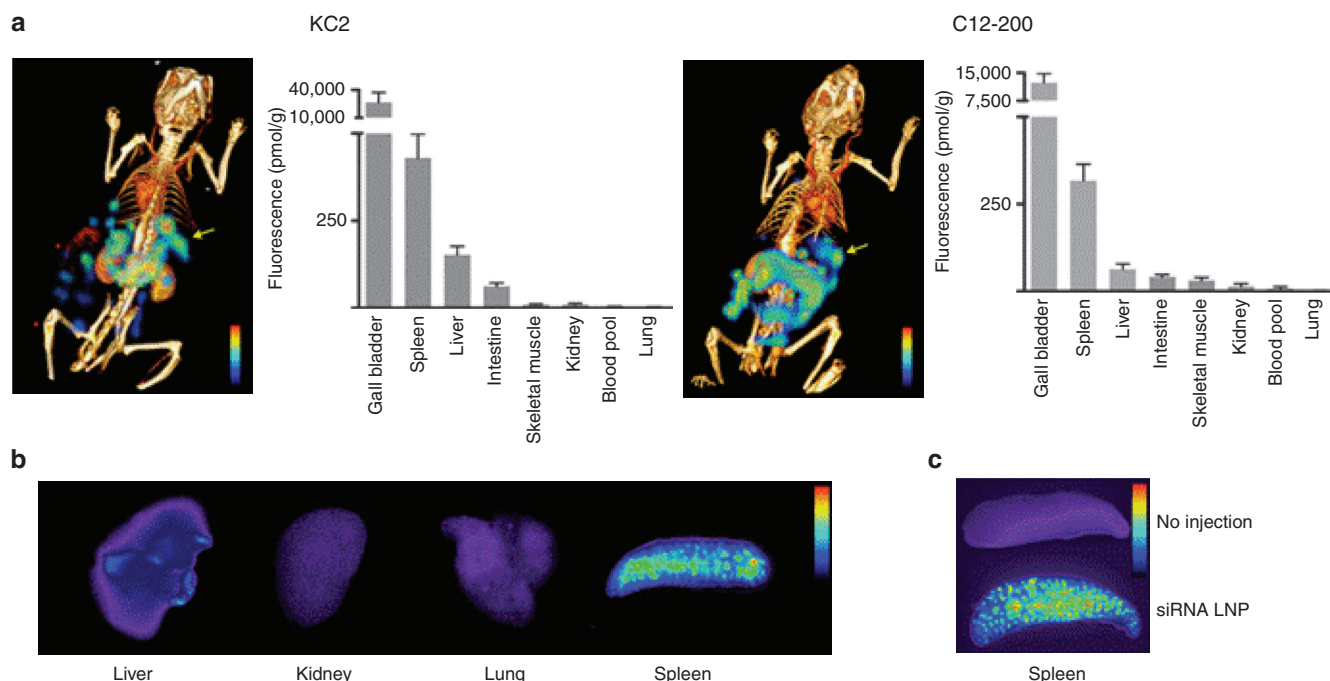 a
KC2
C12-200
40,000
10,000
250
Fluorescence (pmol/g)
Gall bladder
Spleen
Liver
Intestine
Skeletal muscle
Kidney
Blood pool
Lung
15,000
7,500
250
Fluorescence (pmol/g)
Gall bladder
Spleen
Liver
Intestine
Skeletal muscle
Kidney
Blood pool
Lung
b
Liver
Kidney
Lung
Spleen
c
No injection
siRNA LNP
Spleen